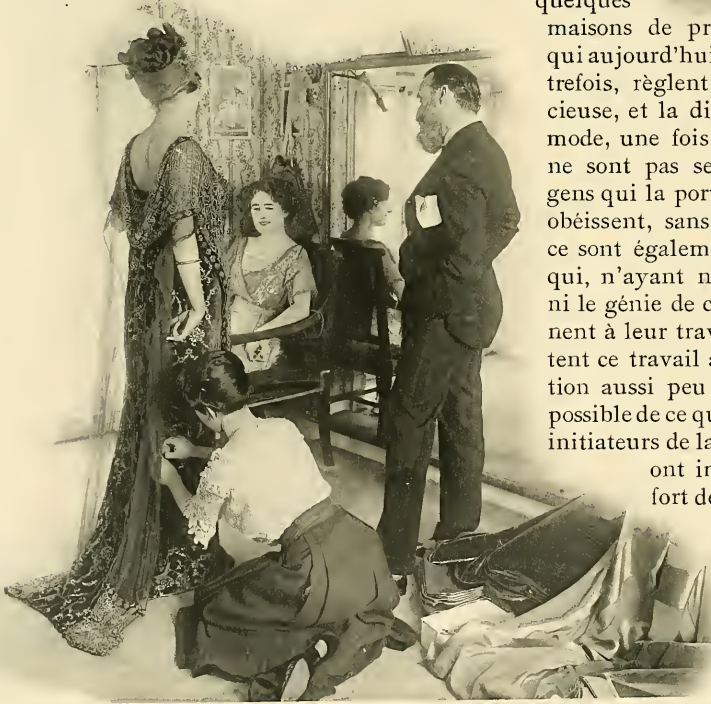 quelques
maisons de pr
qui aujourd'hui
trefois, règlent
cieuse, et la di
mode, une fois
ne sont pas se
gens qui la por
obéissent, sans
ce sont égalem
qui, n'ayant n
ni le génie de c
nent à leur trav
tent ce travail a
tion aussi peu
possible de ce qu
initiateurs de la
ont in
fort de